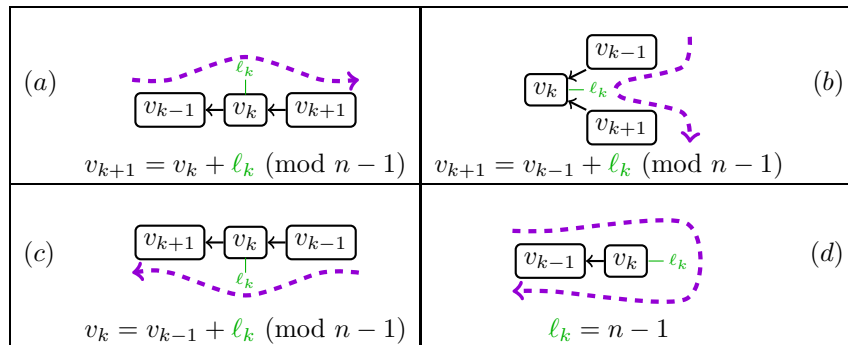 (a)
ℓ_k
v_{k−1} v_k v_{k+1}
v_{k+1} = v_k + ℓ_k (mod n − 1)
(b)
v_{k−1}
v_k ℓ_k
v_{k+1}
v_{k+1} = v_{k−1} + ℓ_k (mod n − 1)
(c)
v_{k+1} v_k v_{k−1}
ℓ_k
v_k = v_{k−1} + ℓ_k (mod n − 1)
(d)
v_{k−1} v_k ℓ_k
ℓ_k = n − 1